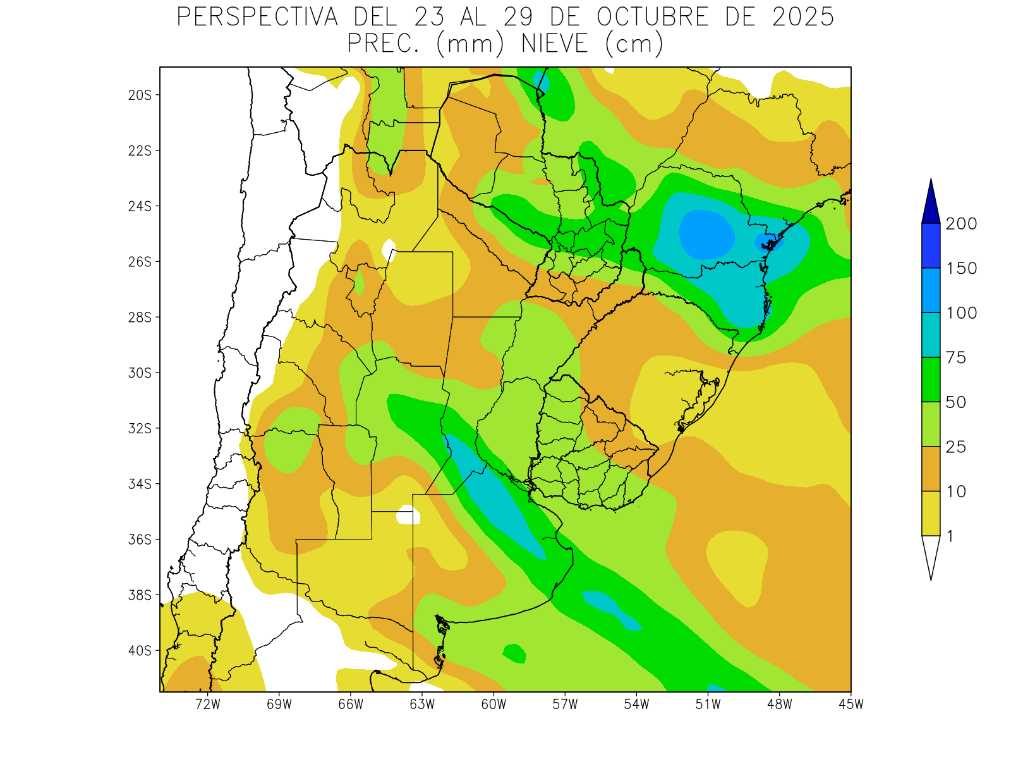 PERSPECTIVA DEL 23 AL 29 DE OCTUBRE DE 2025
PREC. (mm) NIEVE (cm)
20S
22S
24S
26S
28S
30S
32S
34S
36S
38S
40S
72W 69W 66W 63W 60W 57W 54W 51W 48W 45W
200
150
100
75
50
25
10
1